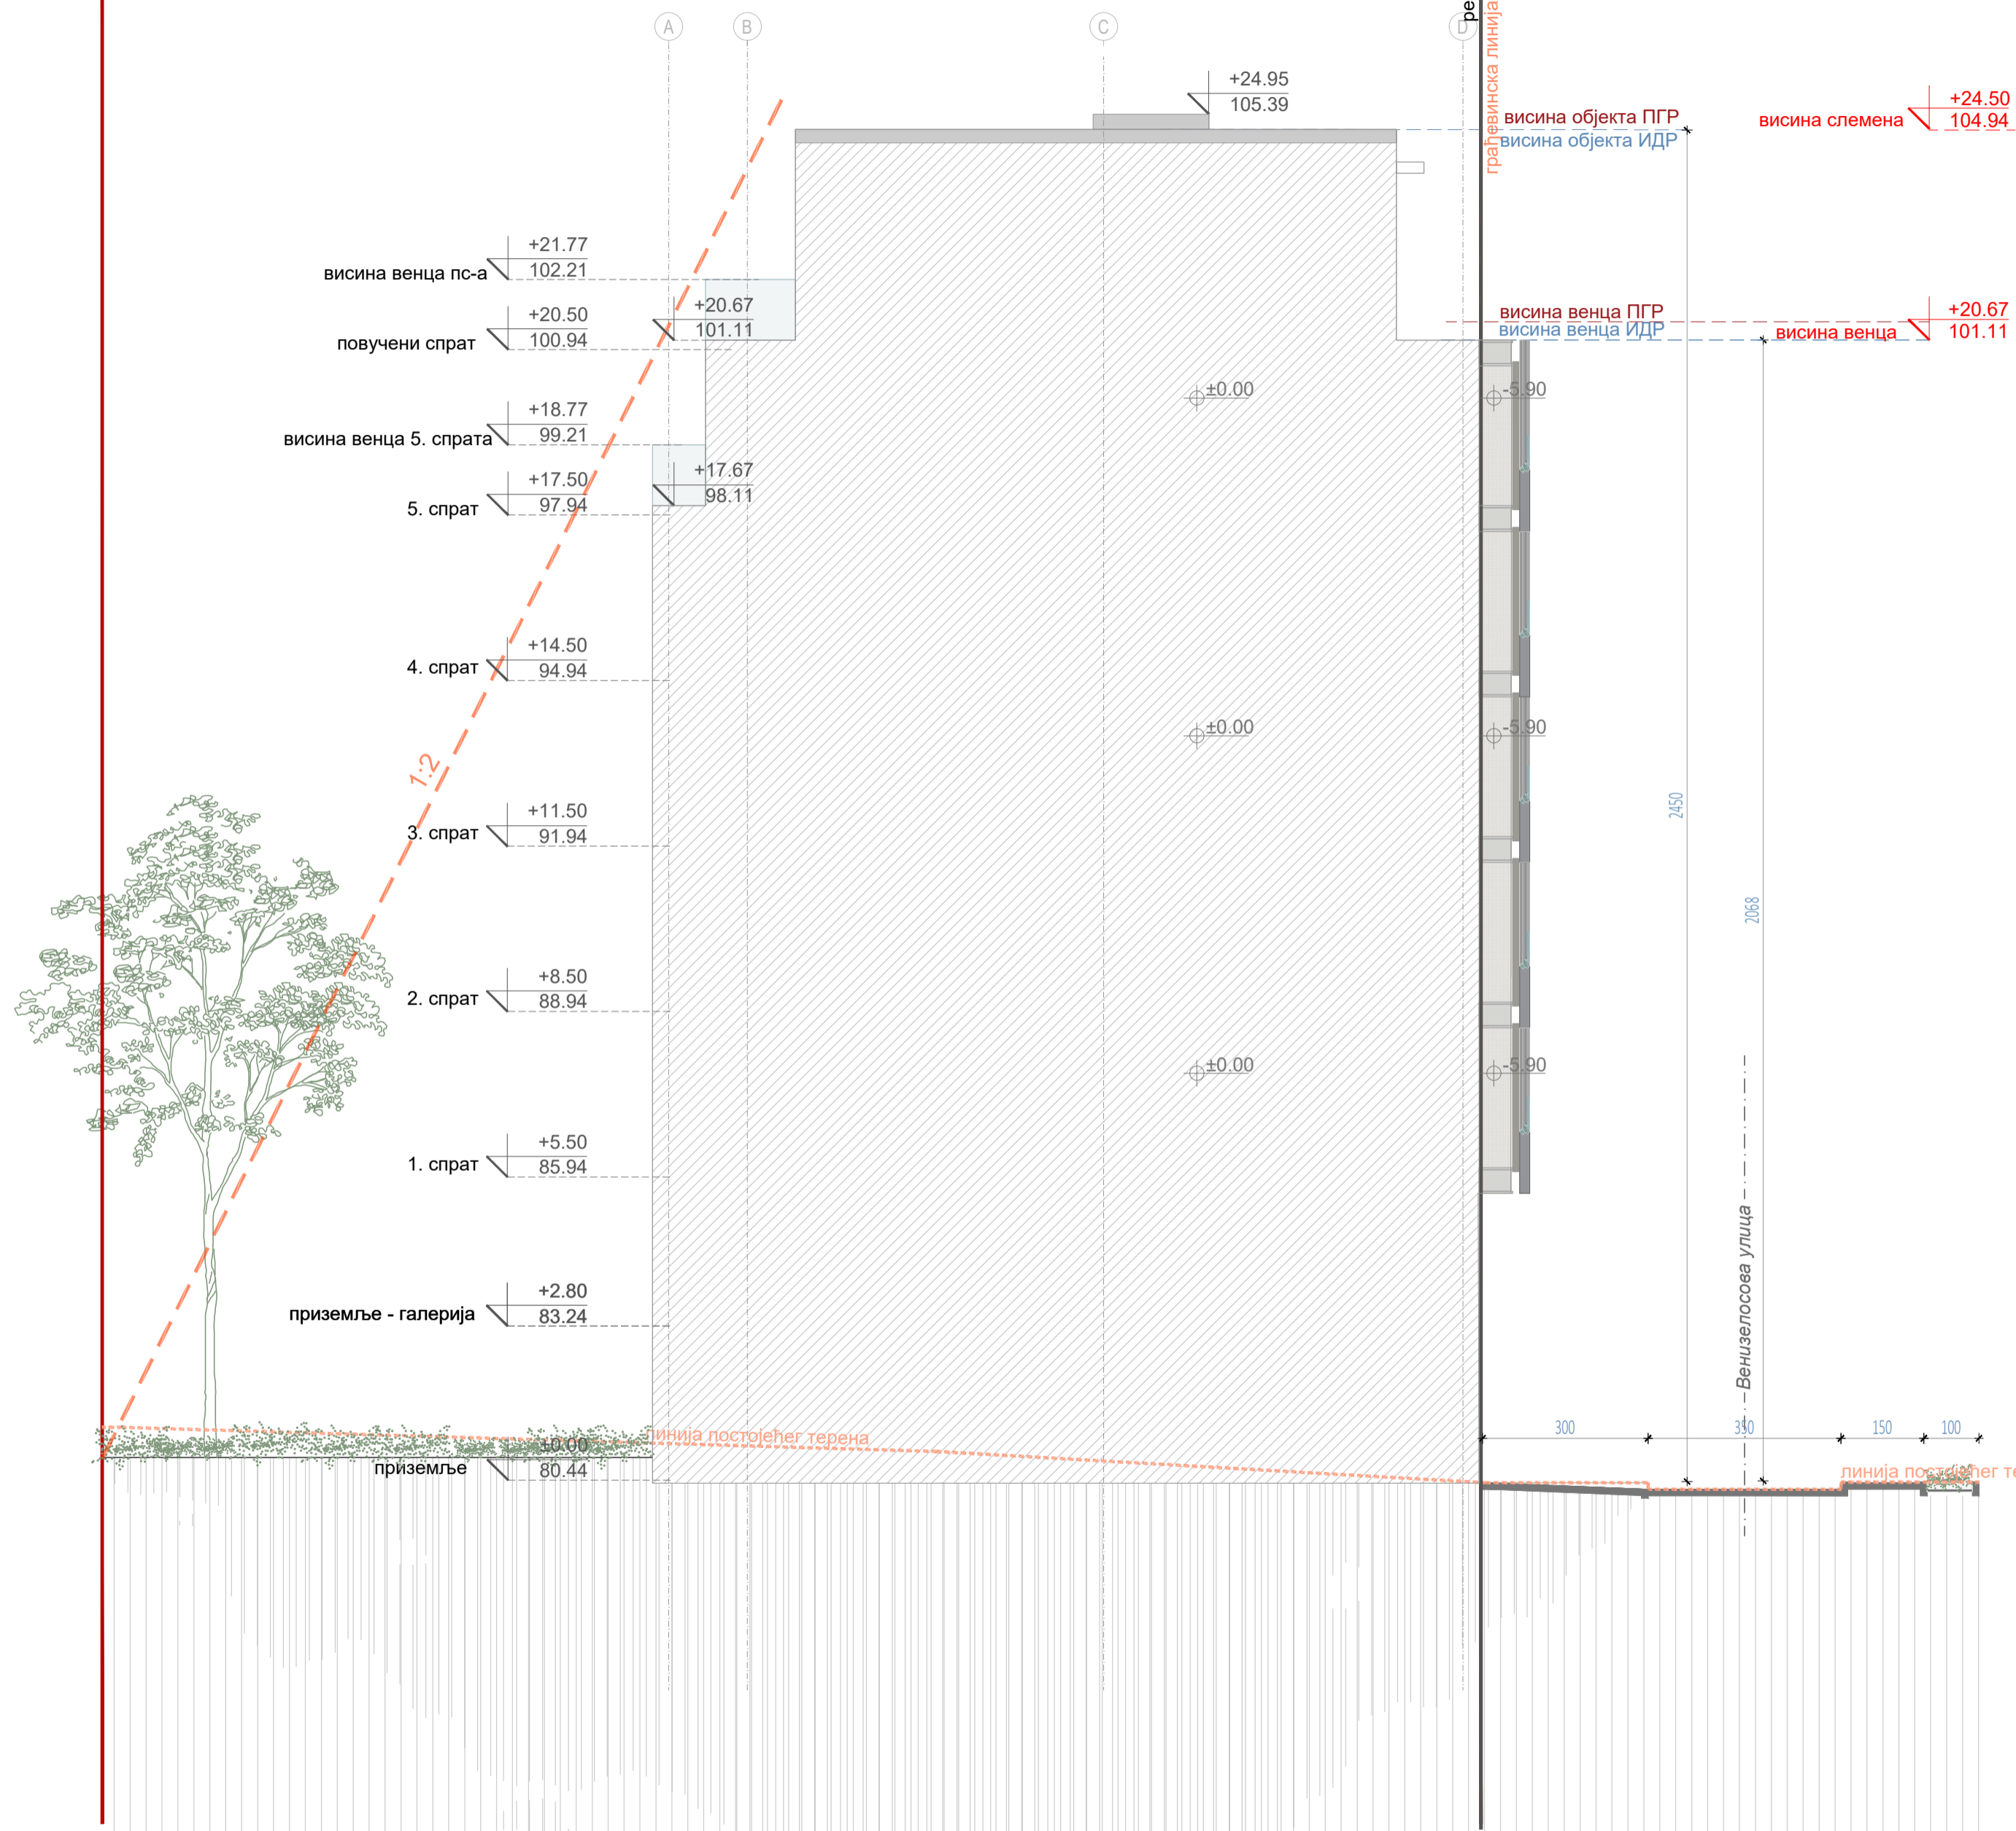 A
B
C
D
ре
грађевинска линија
+24.95
105.39
висина објекта ПГР
висина објекта ИДР
висина слемена
+24.50
104.94
висина венца пс-а
+21.77
102.21
+20.67
101.11
повучени спрат
+20.50
100.94
висина венца ПГР
висина венца ИДР
висина венца
+20.67
101.11
±0.00
-5.90
висина венца 5. спрата
+18.77
99.21
+17.67
98.11
5. спрат
+17.50
97.94
4. спрат
+14.50
94.94
±0.00
-5.90
1:2
2450
3. спрат
+11.50
91.94
2068
2. спрат
+8.50
88.94
±0.00
-5.90
1. спрат
+5.50
85.94
Венизелосова улица
приземље - галерија
+2.80
83.24
линија постојећег терена
300
350
150
100
приземље
±0.00
80.44
линија постојећег те